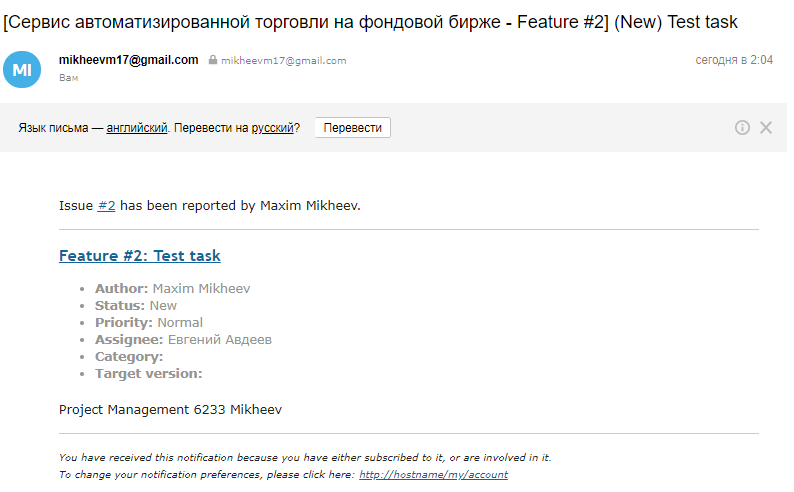 [Сервис автоматизированной торговли на фондовой бирже - Feature #2] (New) Test task
MI
mikheevm17@gmail.com mikheevm17@gmail.com
сегодня в 2:04
Вам
Язык письма — английский. Перевести на русский? Перевести
Issue #2 has been reported by Maxim Mikheev.
Feature #2: Test task
• Author: Maxim Mikheev
• Status: New
• Priority: Normal
• Assignee: Евгений Авдеев
• Category:
• Target version:
Project Management 6233 Mikheev
You have received this notification because you have either subscribed to it, or are involved in it.
To change your notification preferences, please click here: http://hostname/my/account